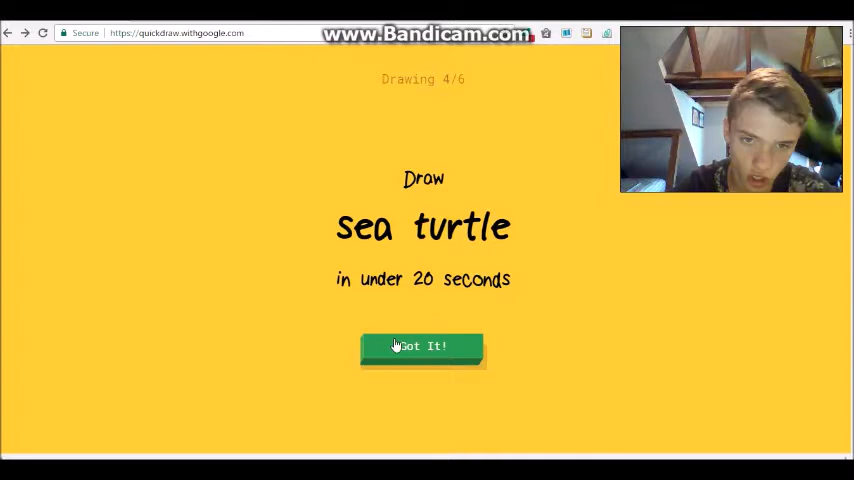 www.Bandicam.com
Secure https://quickdraw.withgoogle.com
Drawing 4/6
Draw
sea turtle
in under 20 seconds
Got It!